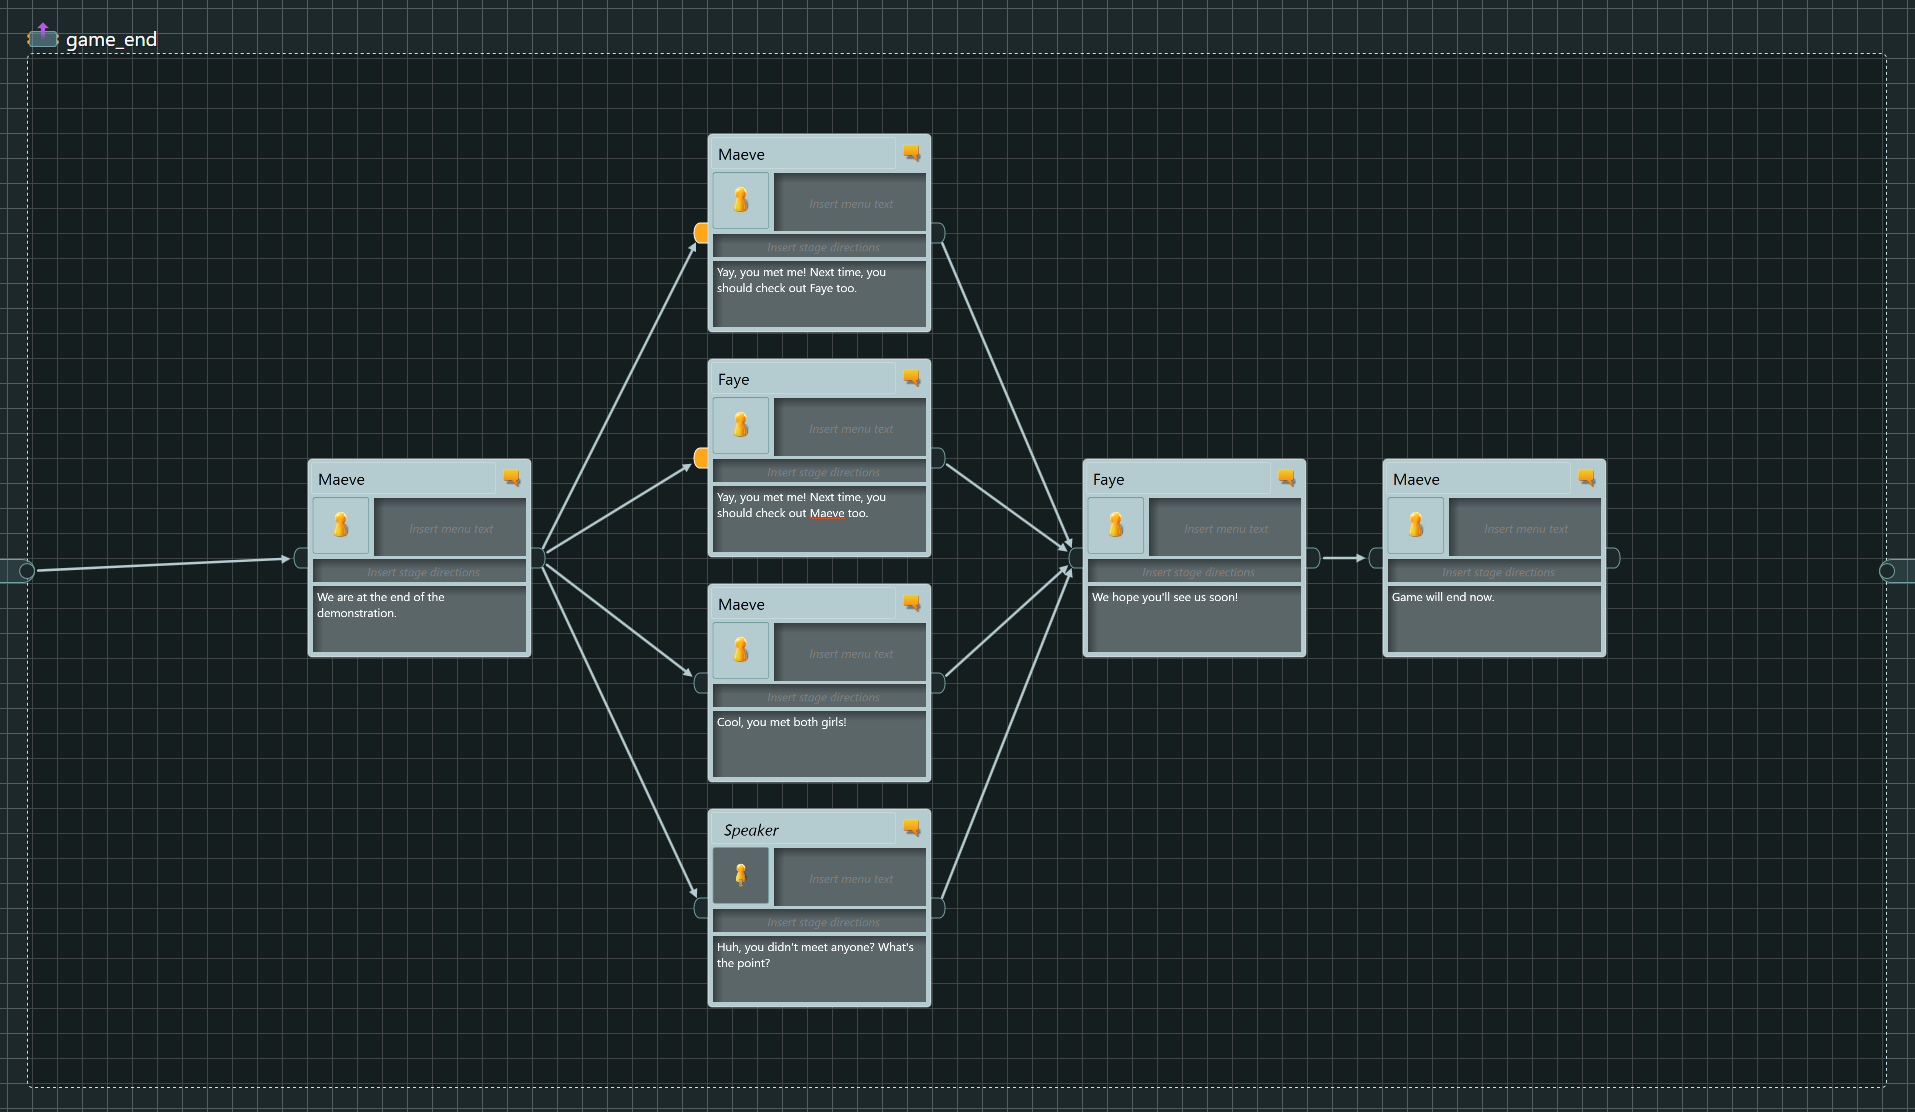 game_end
Maeve
Insert menu text
Insert stage directions
We are at the end of the
demonstration.
Maeve
Insert menu text
Insert stage directions
Yay, you met me! Next time, you
should check out Faye too.
Faye
Insert menu text
Insert stage directions
Yay, you met me! Next time, you
should check out Maeve too.
Maeve
Insert menu text
Insert stage directions
Cool, you met both girls!
Speaker
Insert menu text
Insert stage directions
Huh, you didn't meet anyone? What's
the point?
Faye
Insert menu text
Insert stage directions
We hope you'll see us soon!
Maeve
Insert menu text
Insert stage directions
Game will end now.